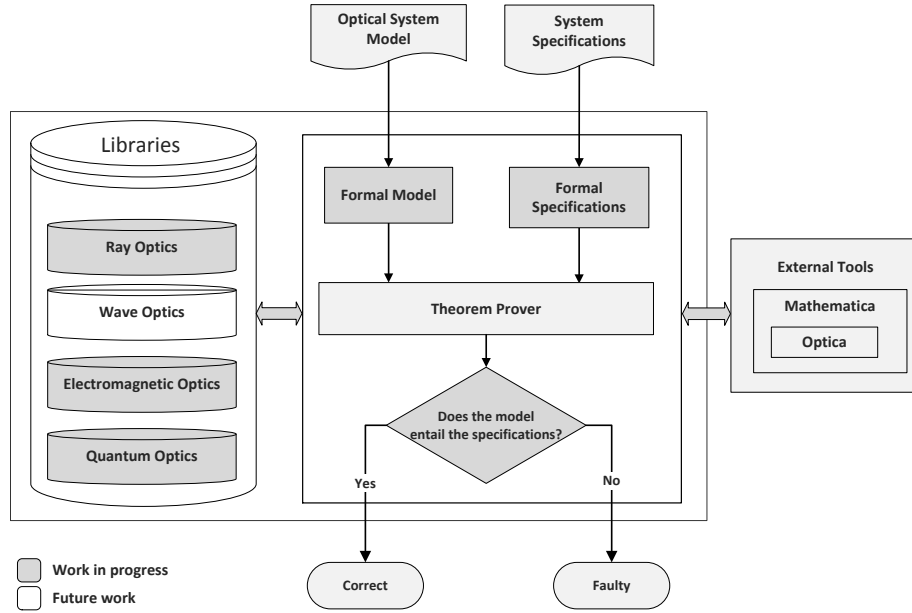 Optical System
Model
System
Specifications
Libraries
Formal Model
Formal
Specifications
Ray Optics
Wave Optics
Electromagnetic Optics
Quantum Optics
Theorem Prover
External Tools
Mathematica
Optica
Does the model
entail the specifications?
Yes
No
Correct
Faulty
Work in progress
Future work